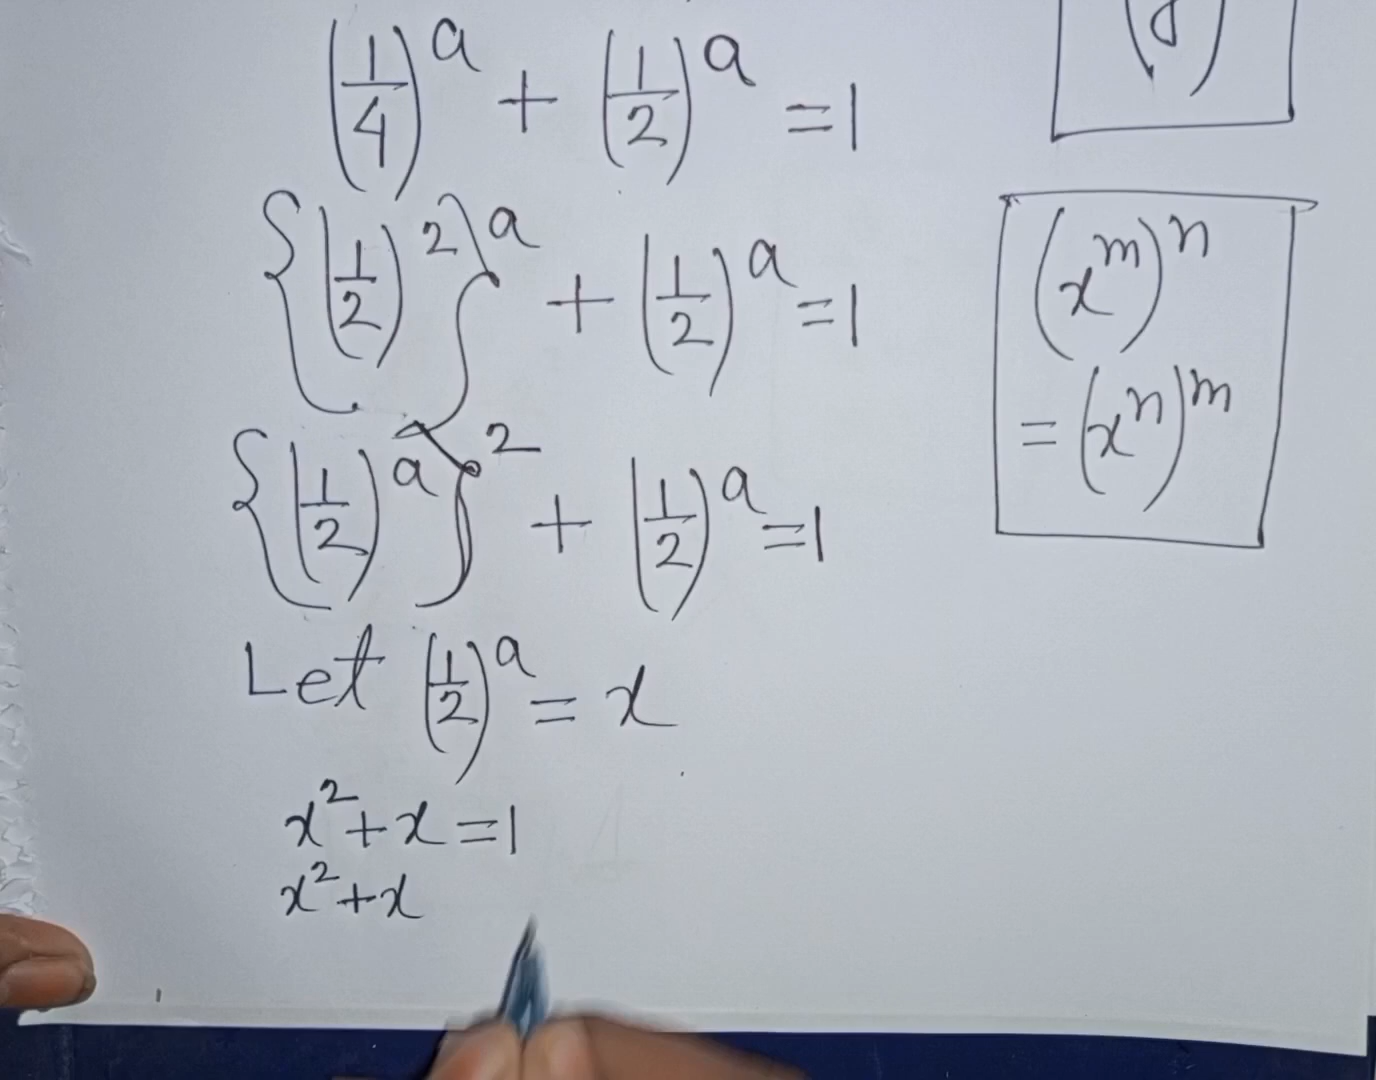 (1/4)^a + (1/2)^a = 1
{(1/2)^2}^a + (1/2)^a = 1
{(1/2)^a}^2 + (1/2)^a = 1
Let (1/2)^a = x
x^2 + x = 1
x^2 + x
(x^m)^n
= (x^n)^m